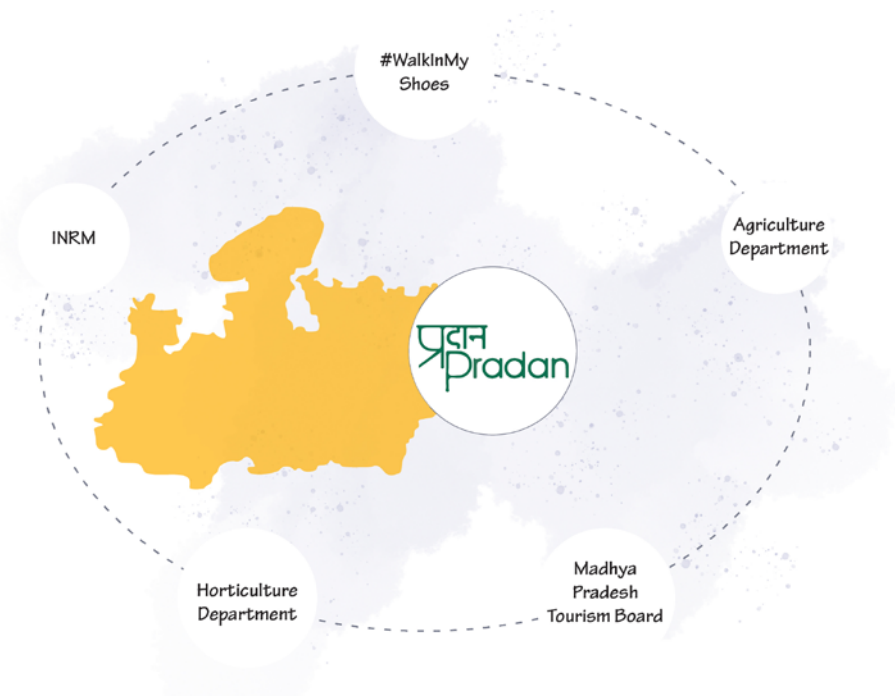 #WalkInMy
Shoes
INRM
Agriculture
Department
प्रदान
Pradan
Horticulture
Department
Madhya
Pradesh
Tourism Board